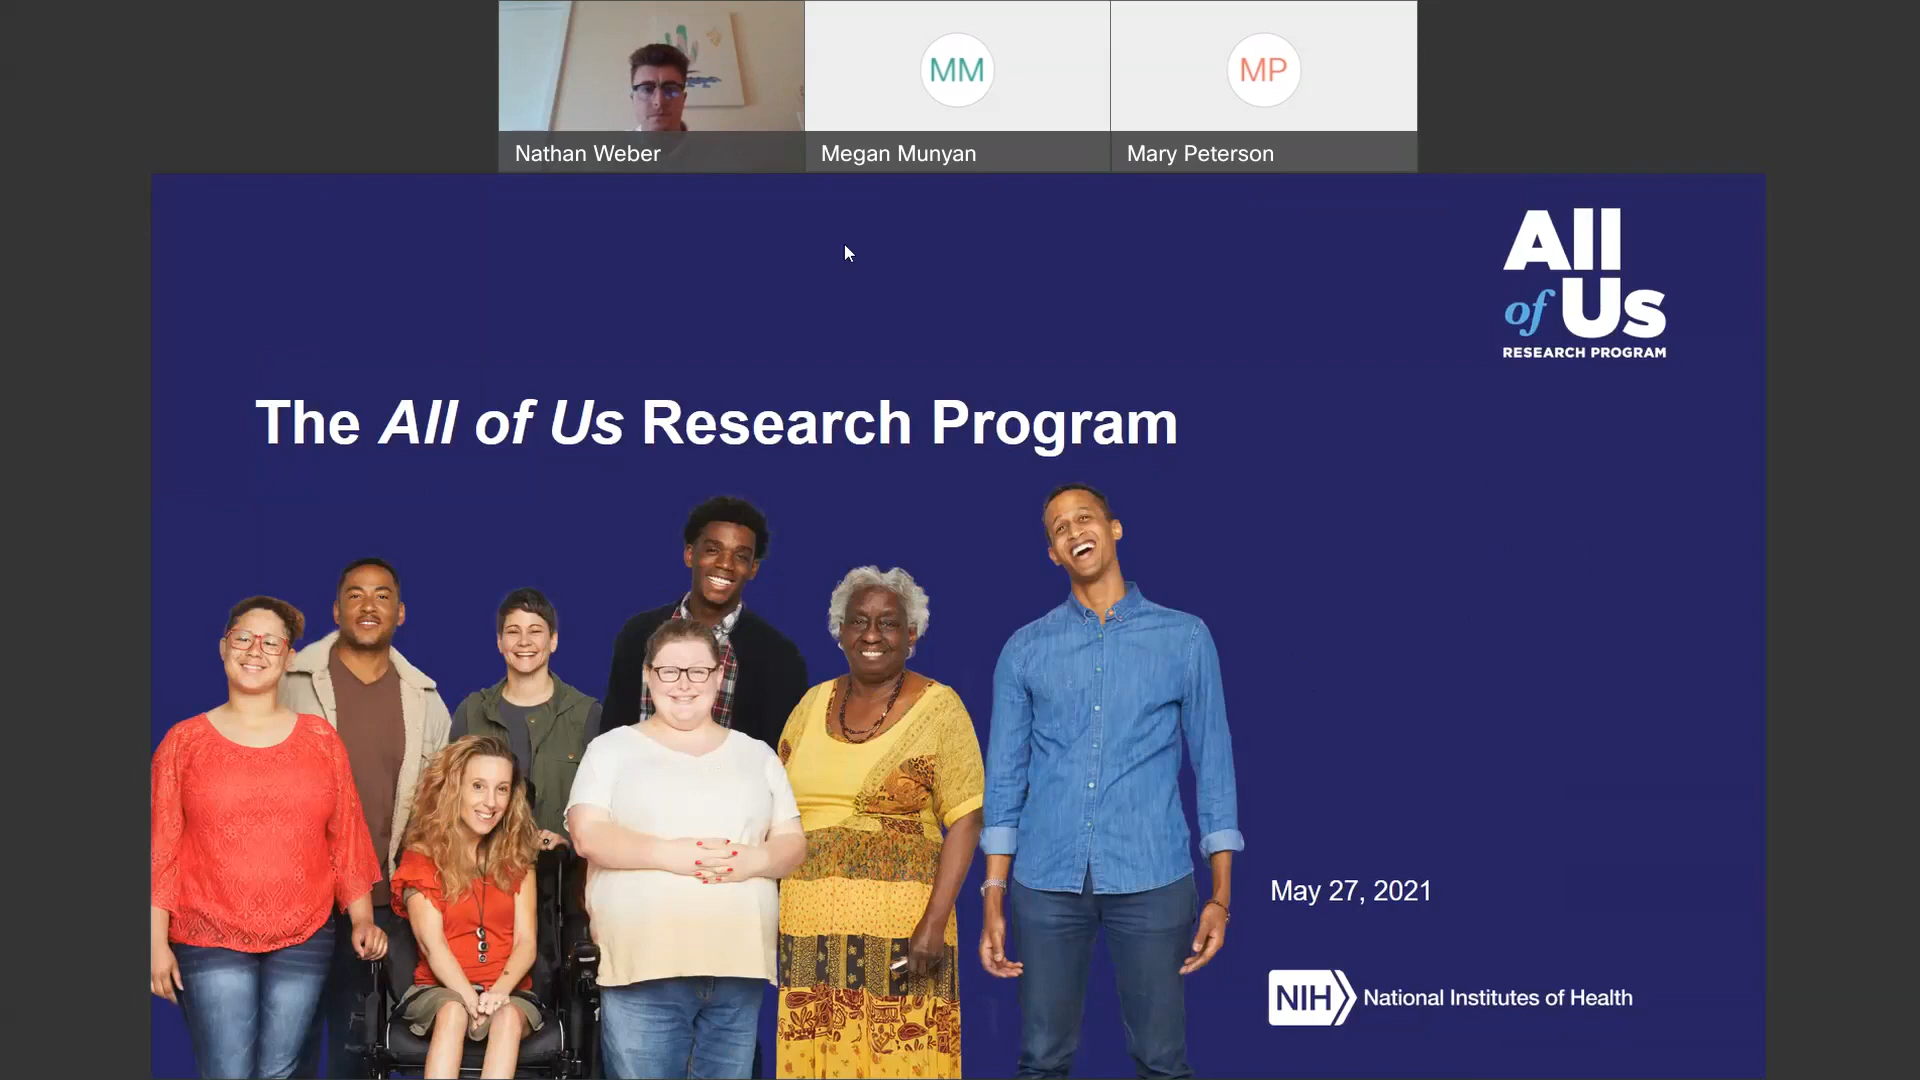 MM
MP
Nathan Weber
Megan Munyan
Mary Peterson
All
of Us
RESEARCH PROGRAM
The All of Us Research Program
May 27, 2021
NIH National Institutes of Health